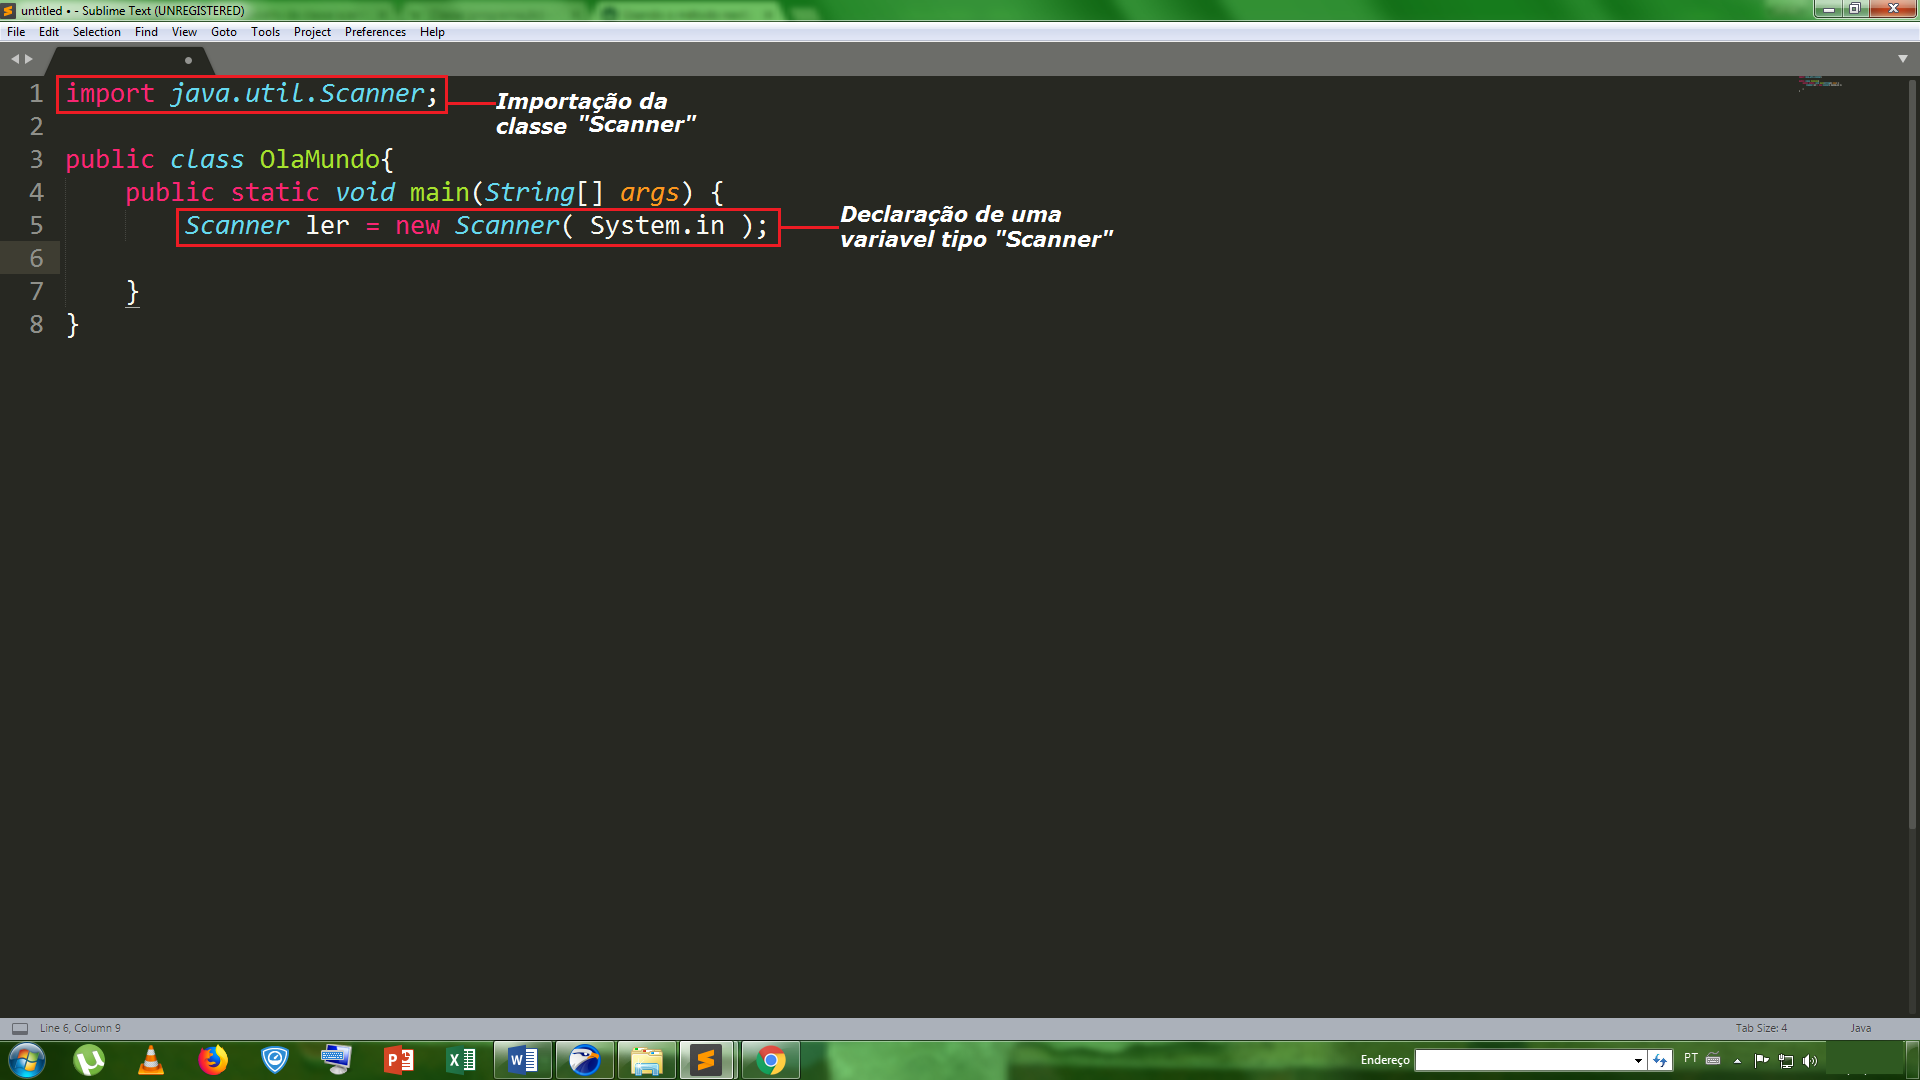 untitled • - Sublime Text (UNREGISTERED)
File Edit Selection Find View Goto Tools Project Preferences Help
1 import java.util.Scanner;
Importação da
classe "Scanner"
2
3 public class OlaMundo{
4 public static void main(String[] args) {
5 Scanner ler = new Scanner( System.in );
Declaração de uma
variavel tipo "Scanner"
6
7 }
8 }
Line 6, Column 9 Tab Size: 4 Java
Endereço PT